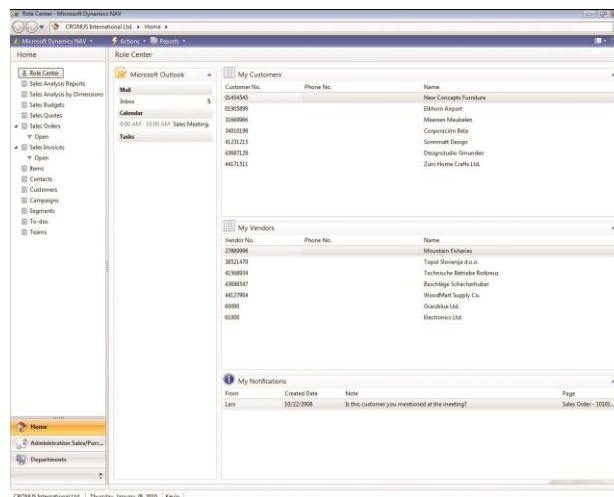 Role Center - Microsoft Dynamics NAV
CRONUS International Ltd. Home
Microsoft Dynamics NAV Actions Reports
Home
Role Center
Role Center
Sales Analysis Reports
Sales Analysis by Dimensions
Sales Budgets
Sales Quotes
Sales Orders
Open
Sales Invoices
Open
Items
Contacts
Customers
Campaigns
Segments
To-dos
Teams
Home
Administration Sales/Purc...
Departments
Microsoft Outlook
Mail
Inbox 5
Calendar
9:00 AM - 10:00 AM Sales Meeting
Tasks
My Customers
Customer No. Phone No. Name
01454545 New Concepts Furniture
01905899 Elkhorn Airport
31669966 Meersen Meubelen
34010199 Corporación Beta
41231215 Sonnmatt Design
43687129 Designstudio Gmunden
44171511 Zuni Home Crafts Ltd.
My Vendors
Vendor No. Phone No. Name
27889998 Mountain Fisheries
38521479 Topol Slovenija d.o.o.
41568934 Technische Betriebe Rotkreuz
43698547 Beschläge Schacherhuber
44127904 WoodMart Supply Co.
60000 Grassblue Ltd.
61000 Electronics Ltd.
My Notifications
From Created Date Note Page
Lars 10/22/2008 Is this customer you mentioned at the meeting? Sales Order - 10101...
CRONUS International Ltd. Thursday, January 28, 2010 Kevin